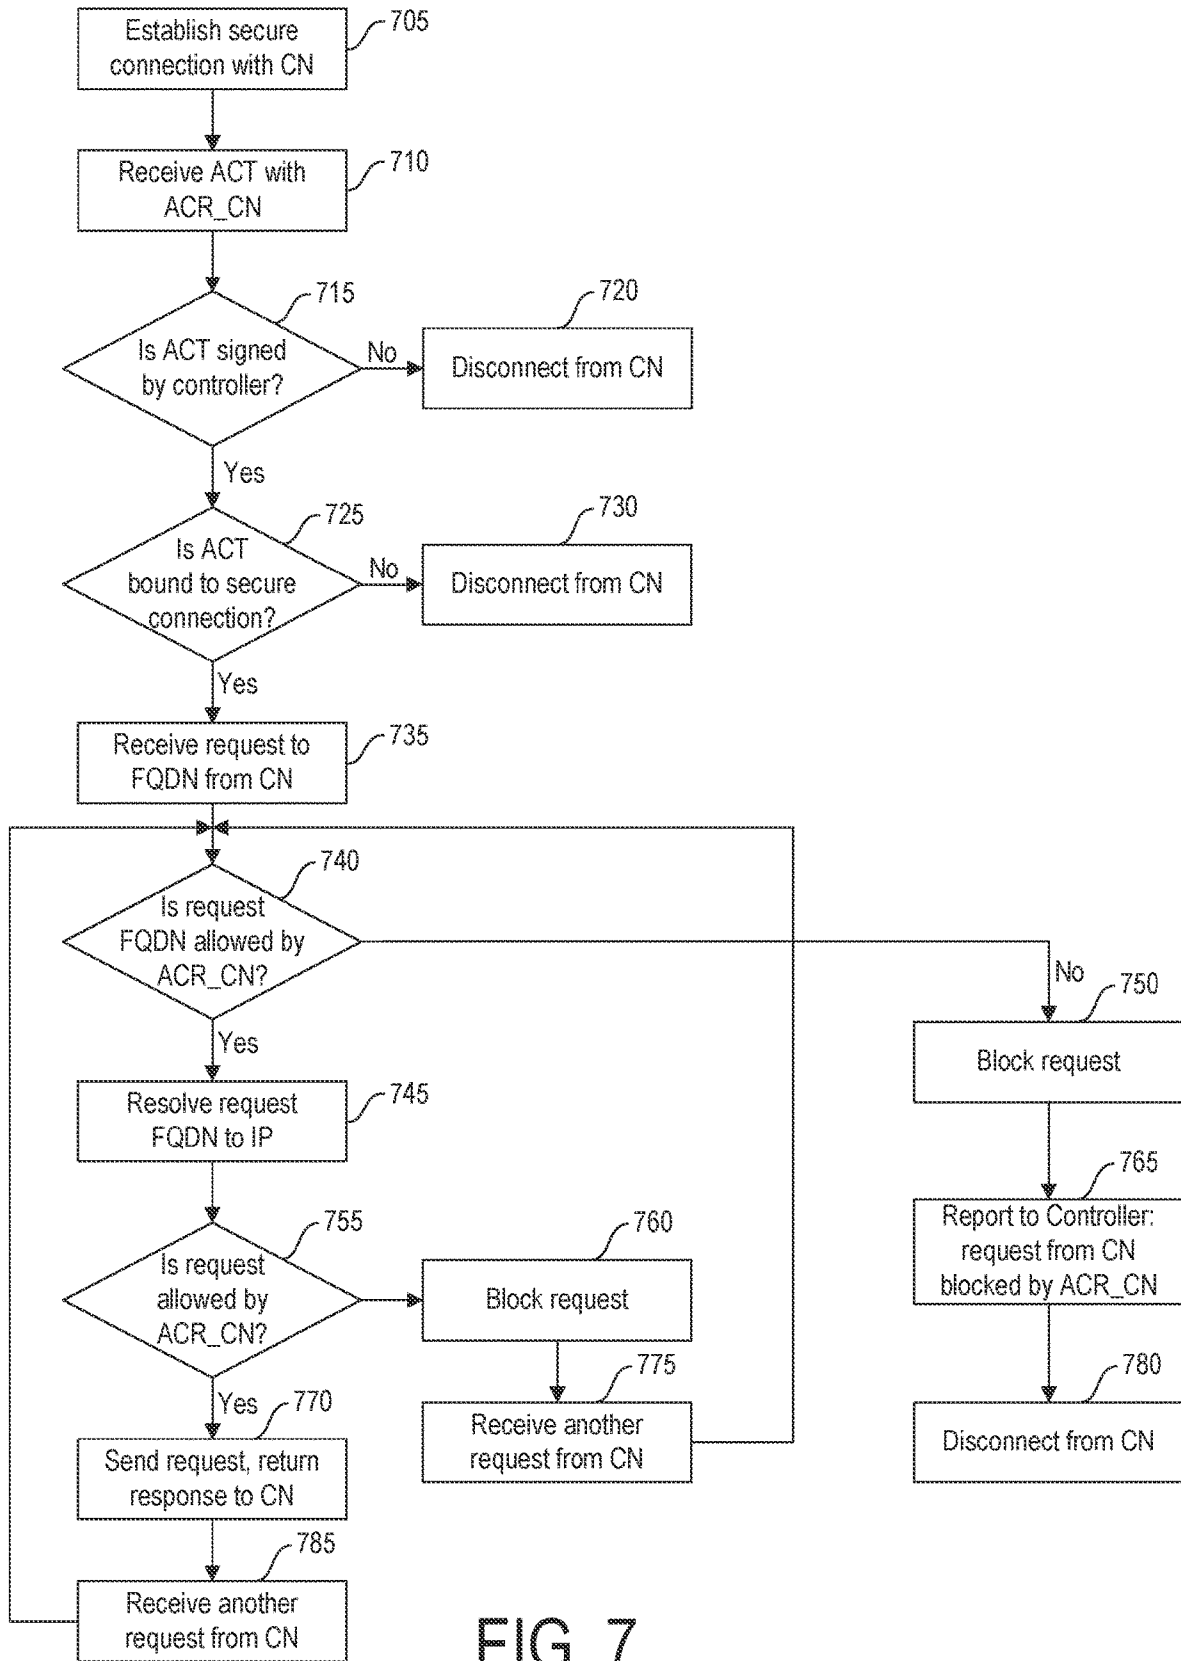 Establish secure
connection with CN
705
Receive ACT with
ACR_CN
710
Is ACT signed
by controller?
715
No
Disconnect from CN
720
Yes
Is ACT
bound to secure
connection?
725
No
Disconnect from CN
730
Yes
Receive request to
FQDN from CN
735
Is request
FQDN allowed by
ACR_CN?
740
No
Yes
Block request
750
Resolve request
FQDN to IP
745
Report to Controller:
request from CN
blocked by ACR_CN
765
Is request
allowed by
ACR_CN?
755
Block request
760
Yes
Receive another
request from CN
775
Disconnect from CN
780
Send request, return
response to CN
770
Receive another
request from CN
785
FIG. 7